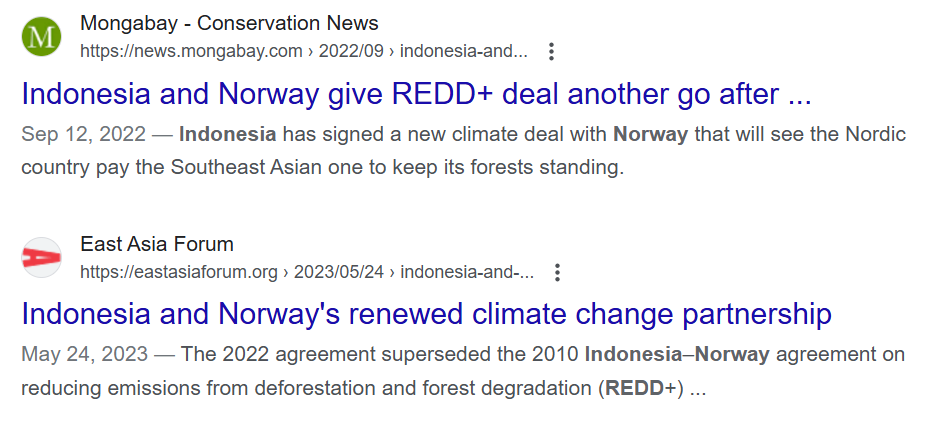 M
Mongabay - Conservation News
https://news.mongabay.com › 2022/09 › indonesia-and...
Indonesia and Norway give REDD+ deal another go after ...
Sep 12, 2022 — Indonesia has signed a new climate deal with Norway that will see the Nordic
country pay the Southeast Asian one to keep its forests standing.
East Asia Forum
https://eastasiaforum.org › 2023/05/24 › indonesia-and-...
Indonesia and Norway's renewed climate change partnership
May 24, 2023 — The 2022 agreement superseded the 2010 Indonesia–Norway agreement on
reducing emissions from deforestation and forest degradation (REDD+) ...